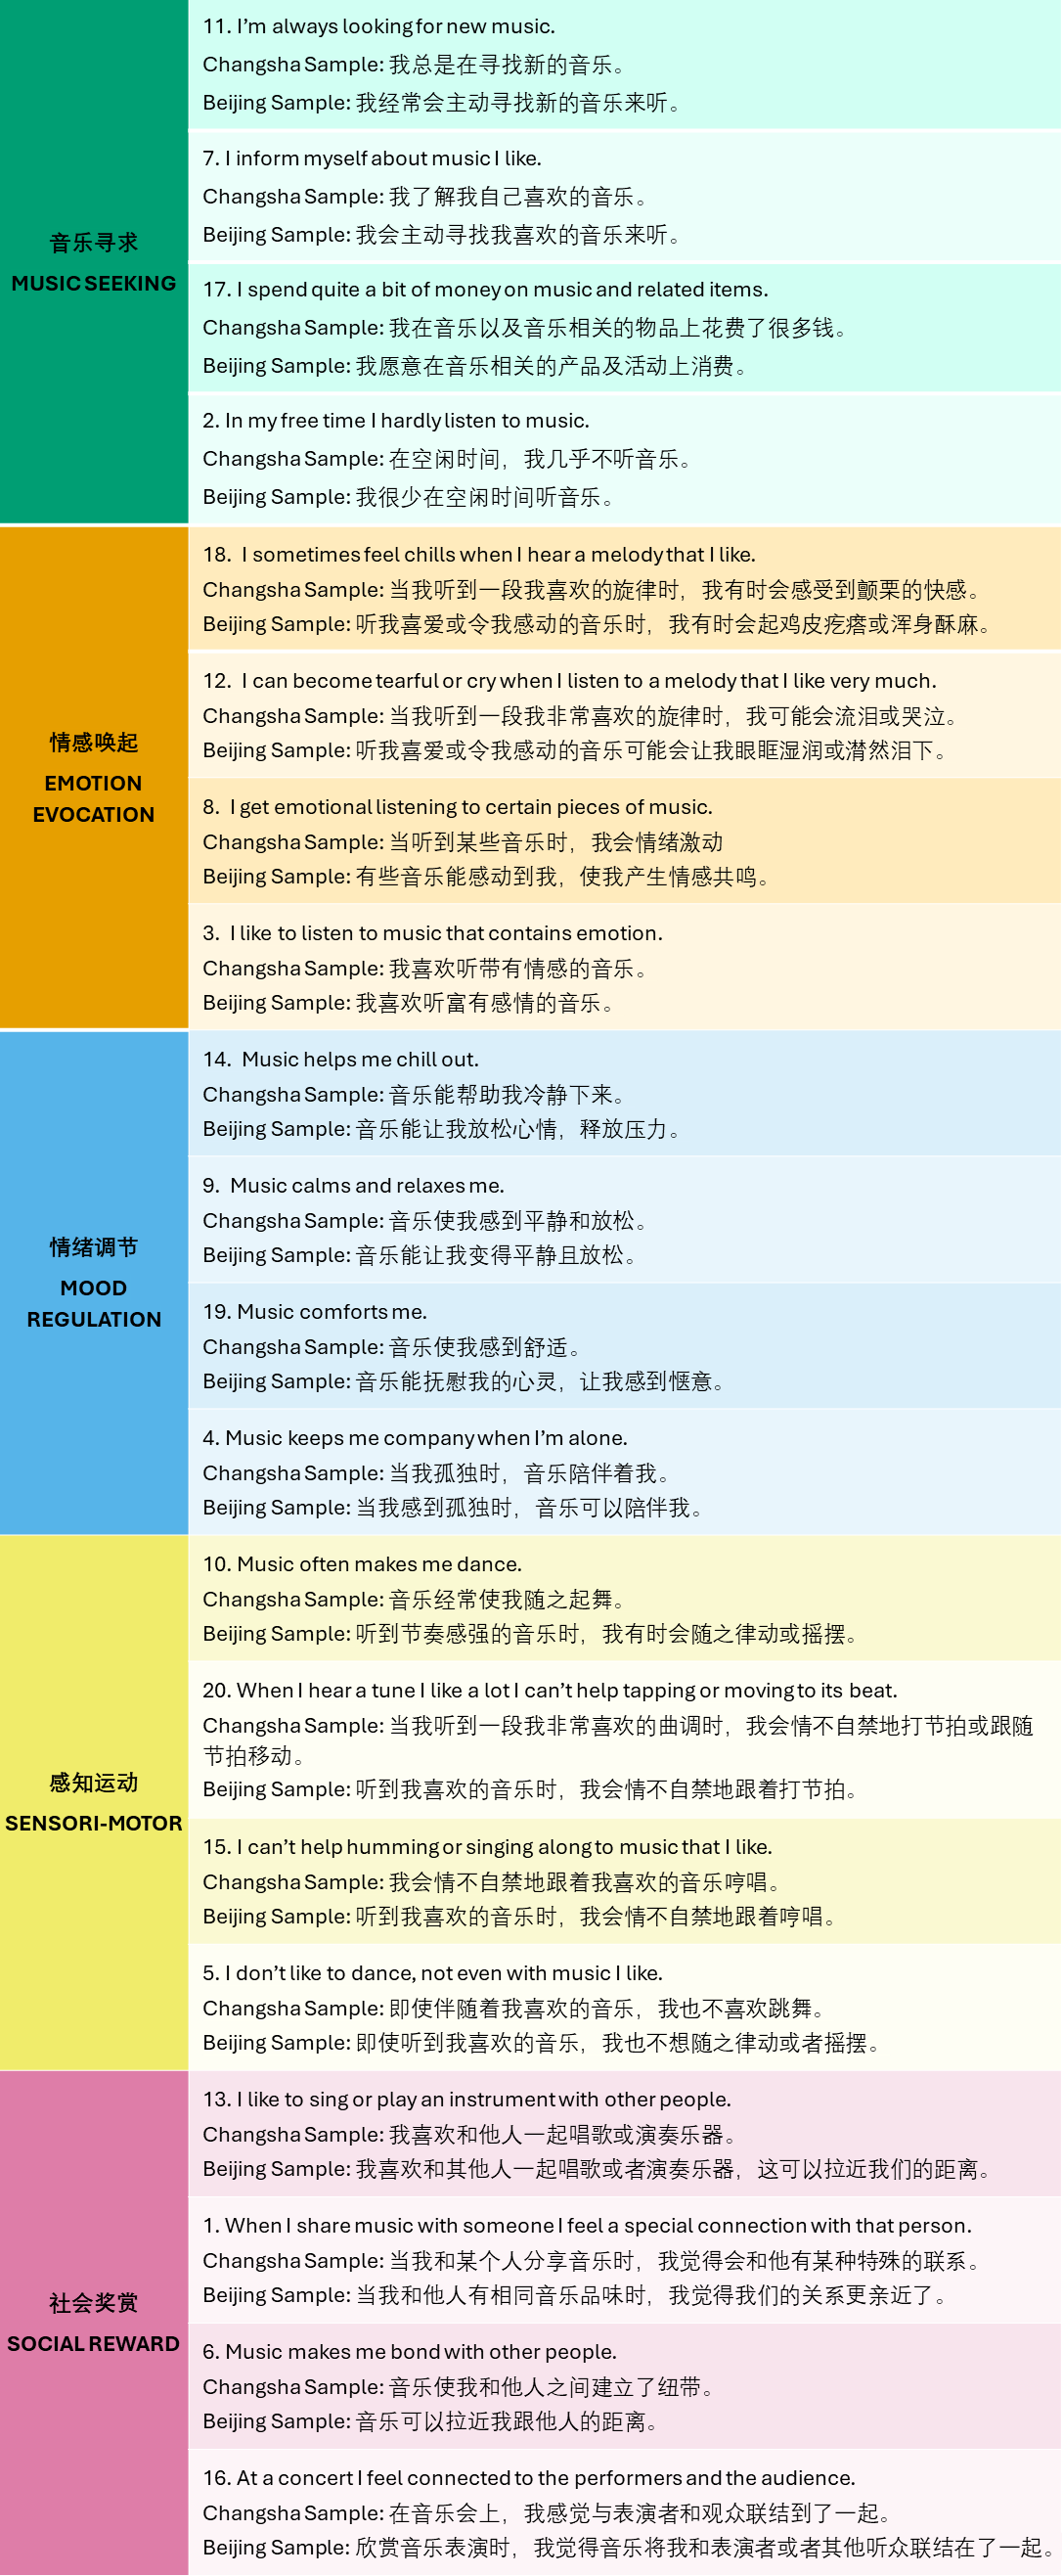 音乐寻求
MUSIC SEEKING
11. I'm always looking for new music.
Changsha Sample: 我总是在寻找新的音乐。
Beijing Sample: 我经常会主动寻找新的音乐来听。
7. I inform myself about music I like.
Changsha Sample: 我了解我自己喜欢的音乐。
Beijing Sample: 我会主动寻找我喜欢的音乐来听。
17. I spend quite a bit of money on music and related items.
Changsha Sample: 我在音乐以及音乐相关的物品上花费了很多钱。
Beijing Sample: 我愿意在音乐相关的产品及活动上消费。
2. In my free time I hardly listen to music.
Changsha Sample: 在空闲时间，我几乎不听音乐。
Beijing Sample: 我很少在空闲时间听音乐。
情感唤起
EMOTION
EVOCATION
18. I sometimes feel chills when I hear a melody that I like.
Changsha Sample: 当我听到一段我喜欢的旋律时，我有时会感受到颤栗的快感。
Beijing Sample: 听我喜爱或令我感动的音乐时，我有时会起鸡皮疙瘩或浑身酥麻。
12. I can become tearful or cry when I listen to a melody that I like very much.
Changsha Sample: 当我听到一段我非常喜欢的旋律时，我可能会流泪或哭泣。
Beijing Sample: 听我喜爱或令我感动的音乐可能会让我眼眶湿润或潸然泪下。
8. I get emotional listening to certain pieces of music.
Changsha Sample: 当听到某些音乐时，我会情绪激动
Beijing Sample: 有些音乐能感动到我，使我产生情感共鸣。
3. I like to listen to music that contains emotion.
Changsha Sample: 我喜欢听带有情感的音乐。
Beijing Sample: 我喜欢听富有感情的音乐。
情绪调节
MOOD
REGULATION
14. Music helps me chill out.
Changsha Sample: 音乐能帮助我冷静下来。
Beijing Sample: 音乐能让我放松心情，释放压力。
9. Music calms and relaxes me.
Changsha Sample: 音乐使我感到平静和放松。
Beijing Sample: 音乐能让我变得平静且放松。
19. Music comforts me.
Changsha Sample: 音乐使我感到舒适。
Beijing Sample: 音乐能抚慰我的心灵，让我感到惬意。
4. Music keeps me company when I'm alone.
Changsha Sample: 当我孤独时，音乐陪伴着我。
Beijing Sample: 当我感到孤独时，音乐可以陪伴我。
感知运动
SENSORI-MOTOR
10. Music often makes me dance.
Changsha Sample: 音乐经常使我随之起舞。
Beijing Sample: 听到节奏感强的音乐时，我有时会随之律动或摇摆。
20. When I hear a tune I like a lot I can't help tapping or moving to its beat.
Changsha Sample: 当我听到一段我非常喜欢的曲调时，我会情不自禁地打节拍或跟随
节拍移动。
Beijing Sample: 听到我喜欢的音乐时，我会情不自禁地跟着打节拍。
15. I can't help humming or singing along to music that I like.
Changsha Sample: 我会情不自禁地跟着我喜欢的音乐哼唱。
Beijing Sample: 听到我喜欢的音乐时，我会情不自禁地跟着哼唱。
5. I don't like to dance, not even with music I like.
Changsha Sample: 即使伴随着我喜欢的音乐，我也不喜欢跳舞。
Beijing Sample: 即使听到我喜欢的音乐，我也不想随之律动或者摇摆。
社会奖赏
SOCIAL REWARD
13. I like to sing or play an instrument with other people.
Changsha Sample: 我喜欢和他人一起唱歌或演奏乐器。
Beijing Sample: 我喜欢和其他人一起唱歌或者演奏乐器，这可以拉近我们的距离。
1. When I share music with someone I feel a special connection with that person.
Changsha Sample: 当我和某个人分享音乐时，我觉得会和他有某种特殊的联系。
Beijing Sample: 当我和他人有相同音乐品味时，我觉得我们的关系更亲近了。
6. Music makes me bond with other people.
Changsha Sample: 音乐使我和他人之间建立了纽带。
Beijing Sample: 音乐可以拉近我跟他人的距离。
16. At a concert I feel connected to the performers and the audience.
Changsha Sample: 在音乐会上，我感觉与表演者和观众联结到了一起。
Beijing Sample: 欣赏音乐表演时，我觉得音乐将我和表演者或者其他听众联结在了一起。